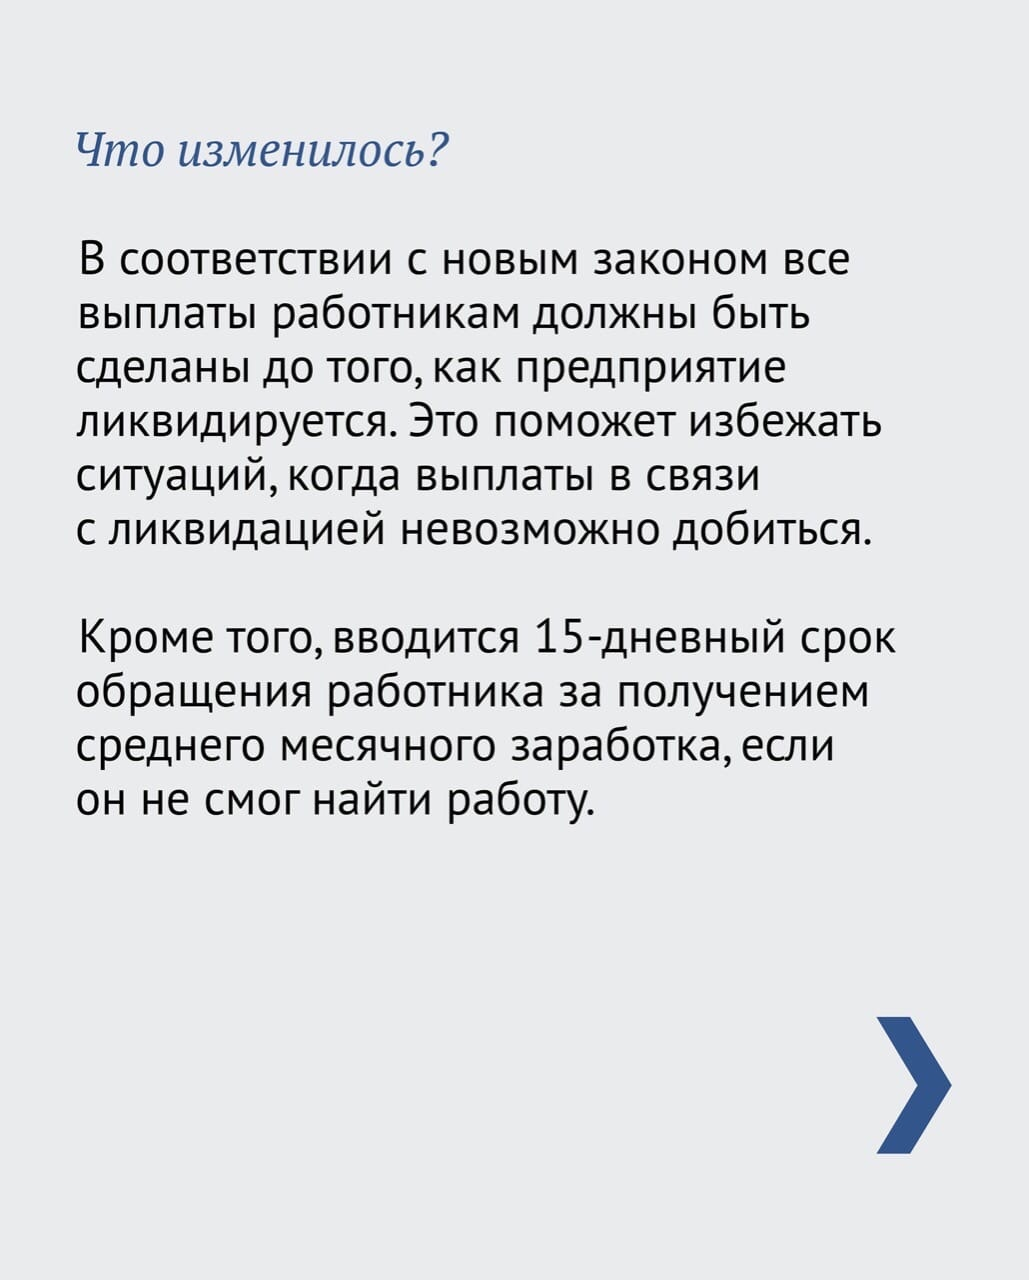 Что изменилось?
В соответствии с новым законом все
выплаты работникам должны быть
сделаны до того, как предприятие
ликвидируется. Это поможет избежать
ситуаций, когда выплаты в связи
с ликвидацией невозможно добиться.
Кроме того, вводится 15-дневный срок
обращения работника за получением
среднего месячного заработка, если
он не смог найти работу.